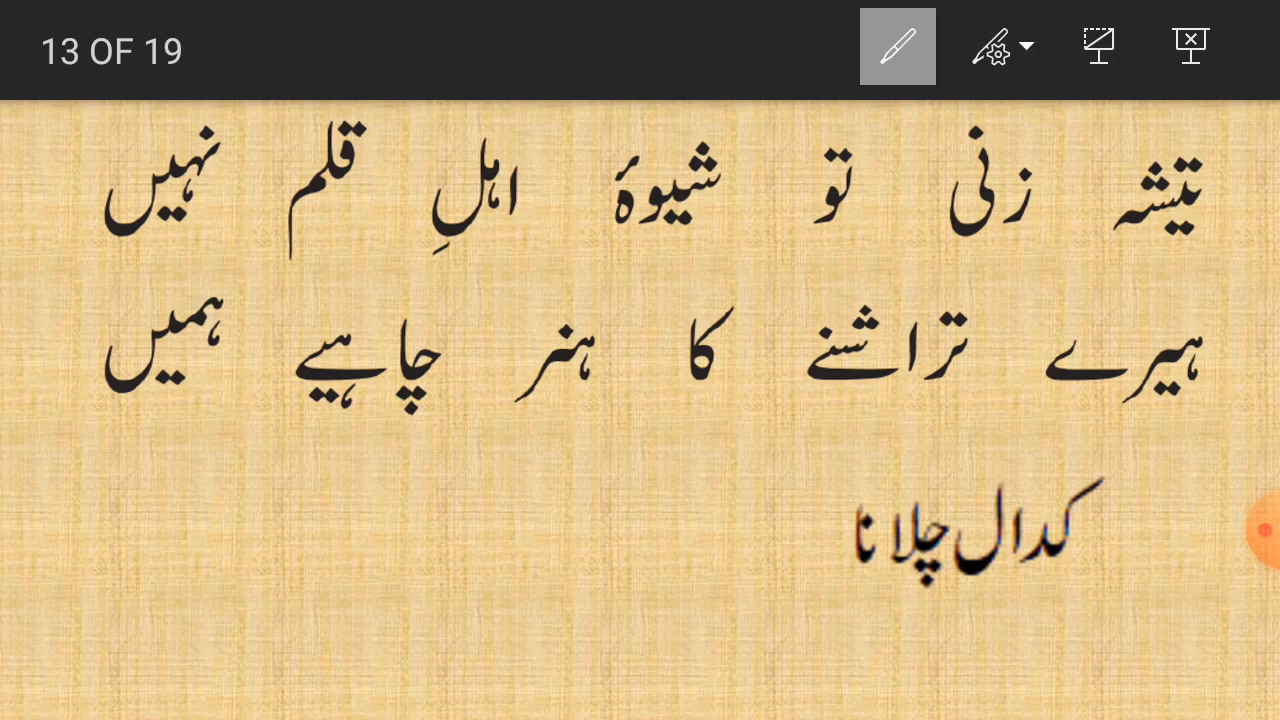 13 OF 19
تیشہ زنی تو شیوۂ اہلِ قلم نہیں
ہیرے تراشنے کا ہنر چاہیے ہمیں
کدال چلانا